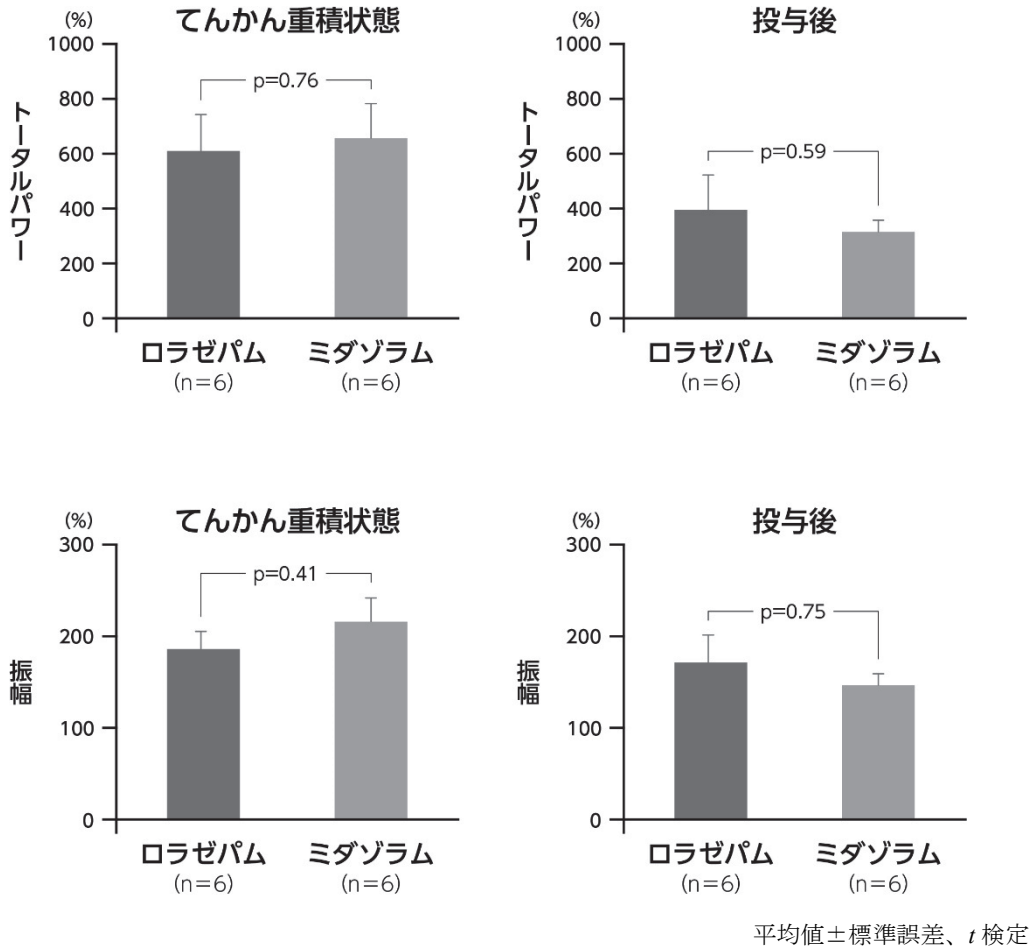 てんかん重積状態
(%)
1000
800
600
400
200
0
トータルパワー
p=0.76
ロラゼパム
ミダゾラム
(n=6)
(n=6)
投与後
(%)
1000
800
600
400
200
0
トータルパワー
p=0.59
ロラゼパム
ミダゾラム
(n=6)
(n=6)
てんかん重積状態
(%)
300
200
100
0
振幅
p=0.41
ロラゼパム
ミダゾラム
(n=6)
(n=6)
投与後
(%)
300
200
100
0
振幅
p=0.75
ロラゼパム
ミダゾラム
(n=6)
(n=6)
平均値±標準誤差、t 検定